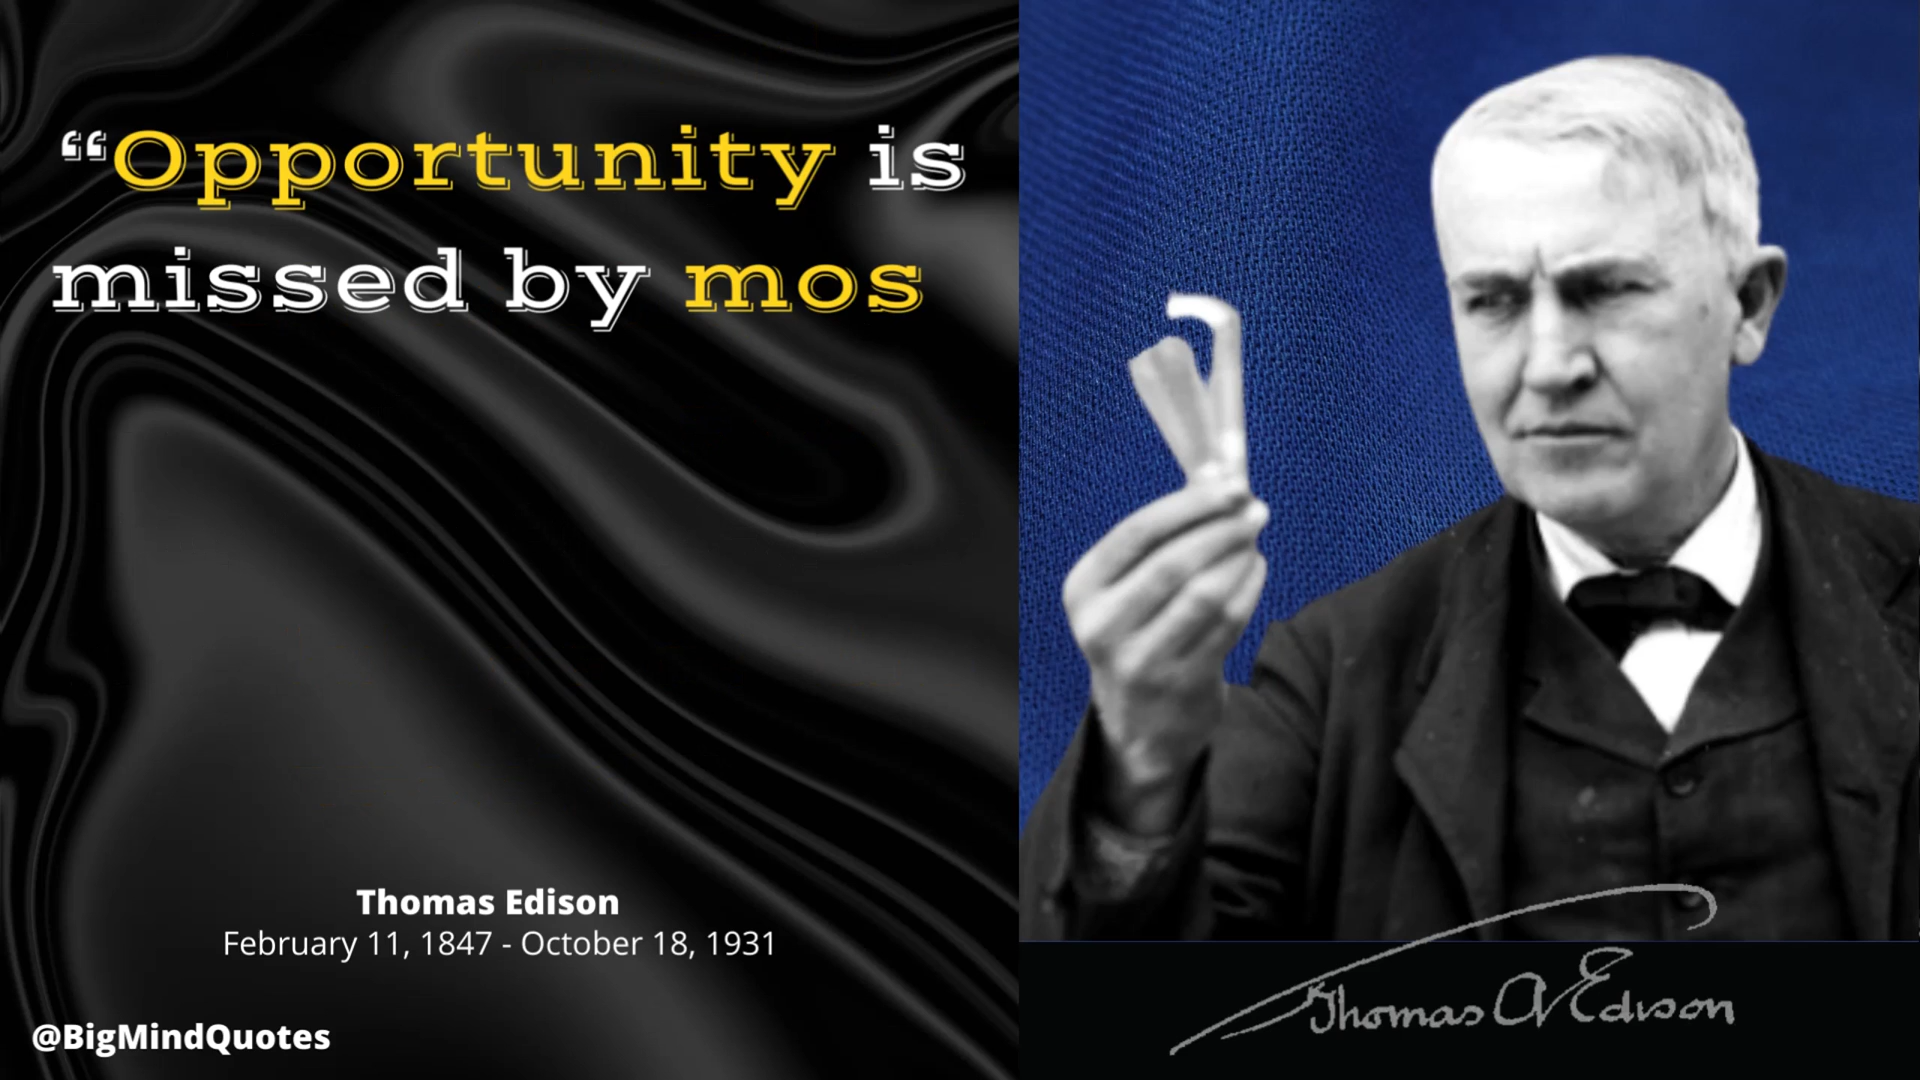 “Opportunity is
missed by mos
Thomas Edison
February 11, 1847 - October 18, 1931
@BigMindQuotes
Thomas A Edison